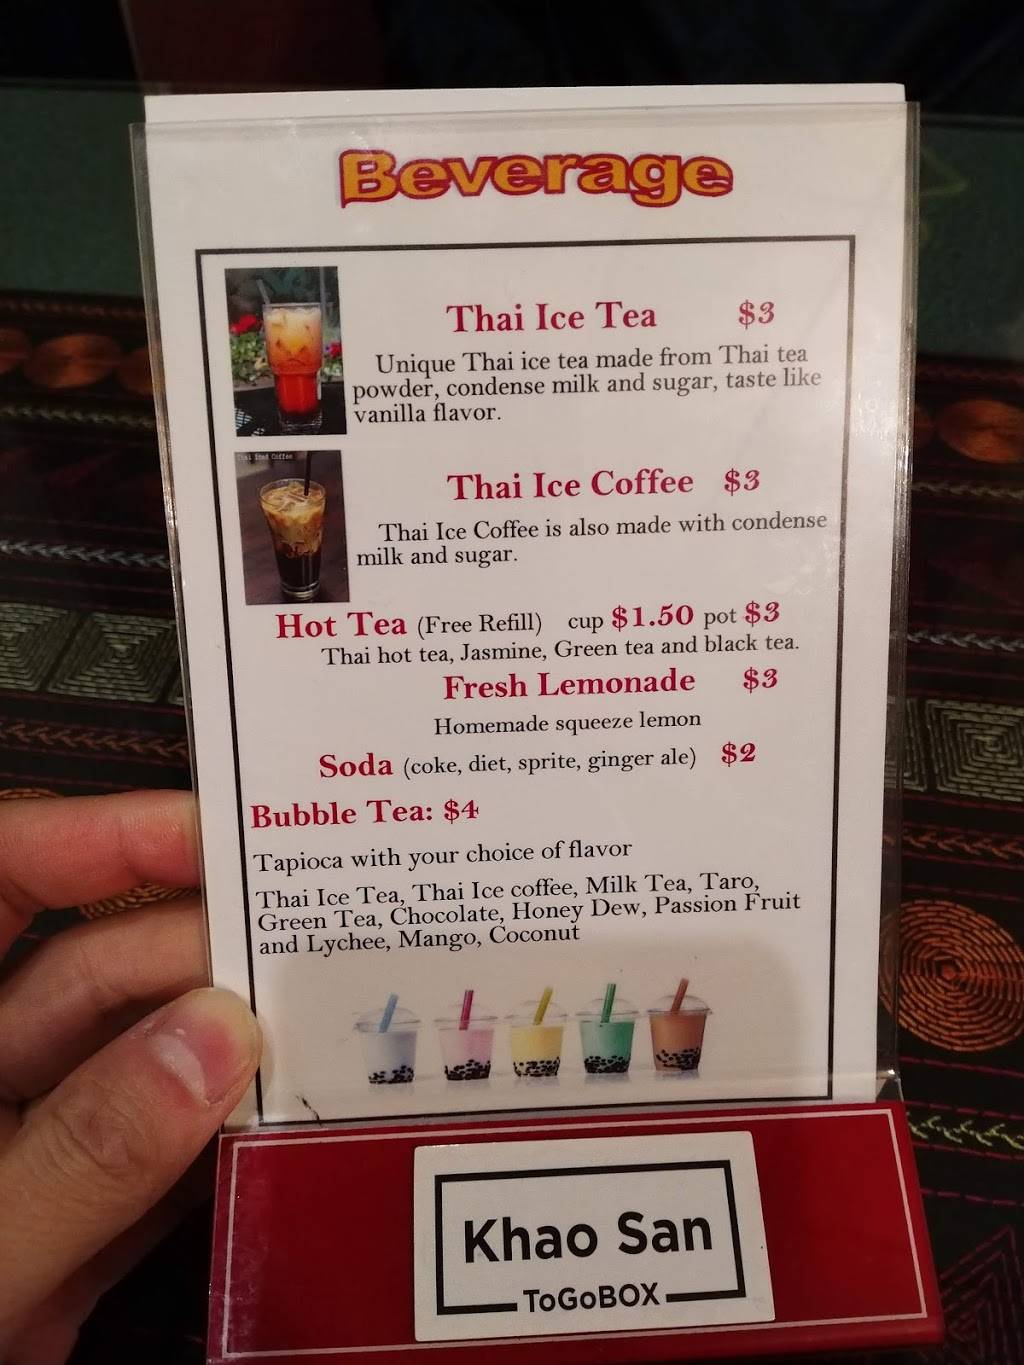 Beverage
Thai Ice Tea $3
Unique Thai ice tea made from Thai tea
powder, condense milk and sugar, taste like
vanilla flavor.
Thai Iced Coffee
Thai Ice Coffee $3
Thai Ice Coffee is also made with condense
milk and sugar.
Hot Tea (Free Refill) cup $1.50 pot $3
Thai hot tea, Jasmine, Green tea and black tea.
Fresh Lemonade $3
Homemade squeeze lemon
Soda (coke, diet, sprite, ginger ale) $2
Bubble Tea: $4
Tapioca with your choice of flavor
Thai Ice Tea, Thai Ice coffee, Milk Tea, Taro,
Green Tea, Chocolate, Honey Dew, Passion Fruit
and Lychee, Mango, Coconut
Khao San
ToGoBOX